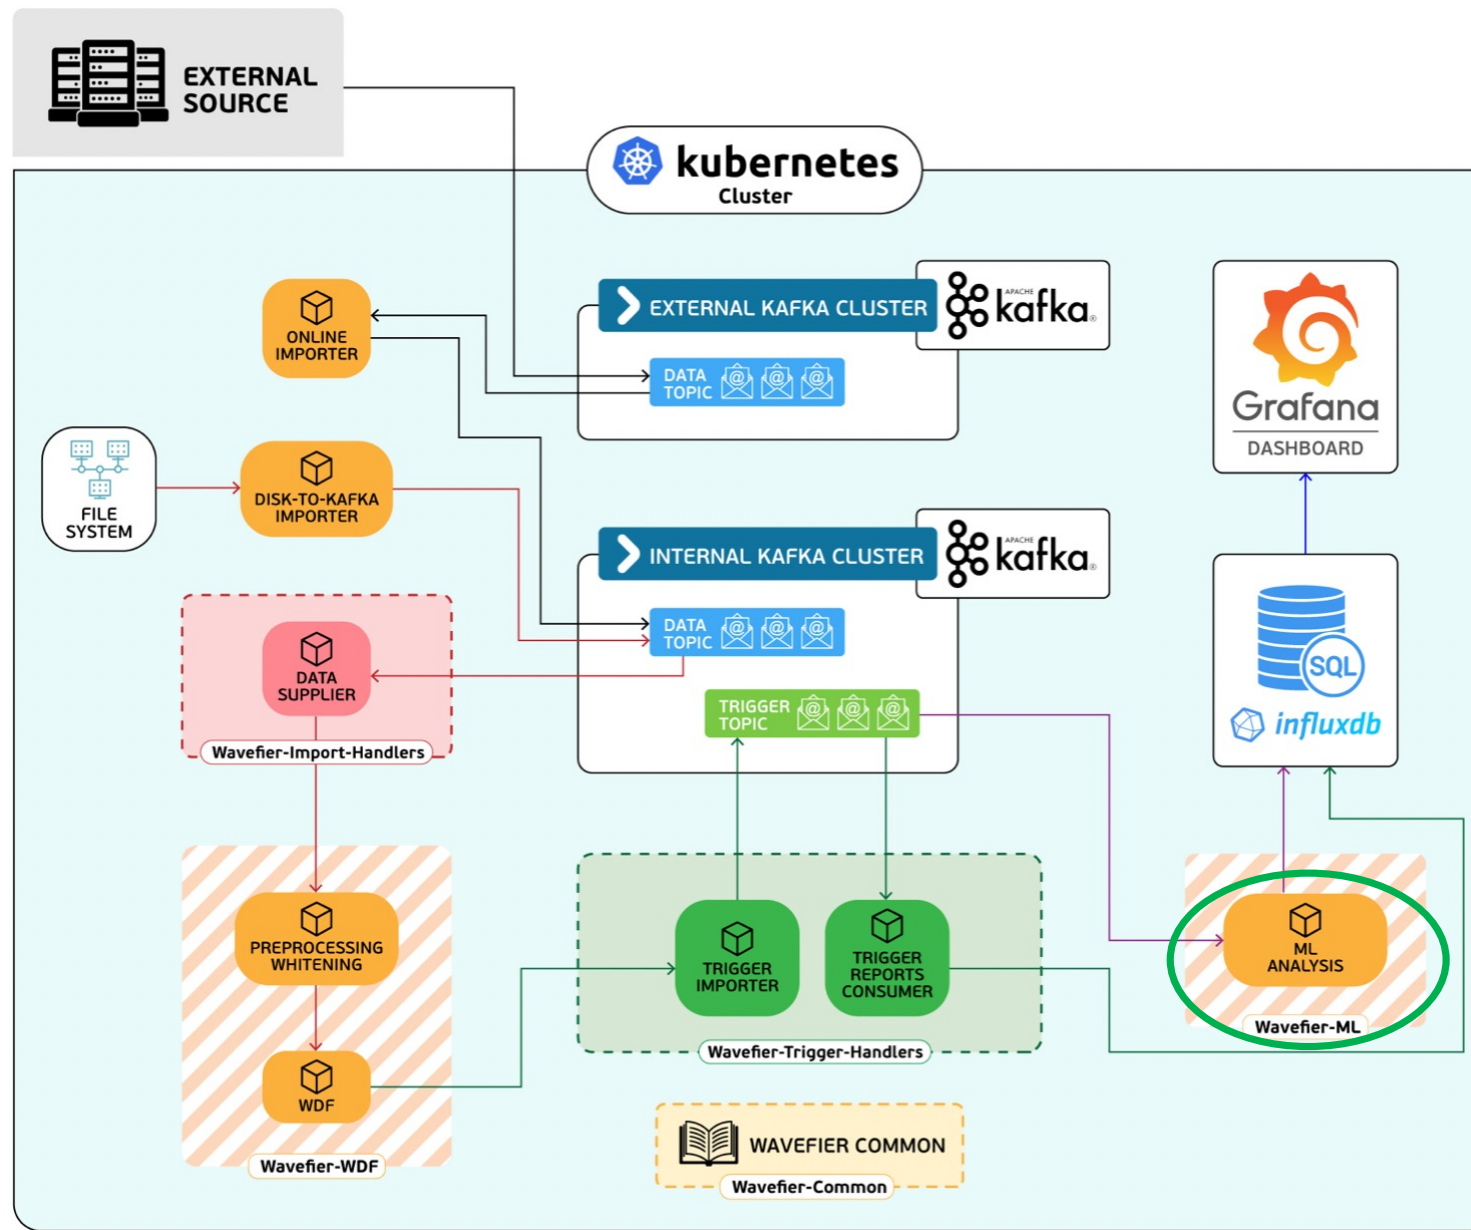 EXTERNAL
SOURCE
kubernetes
Cluster
ONLINE
IMPORTER
EXTERNAL KAFKA CLUSTER
APACHE
kafka®
DATA
TOPIC
Grafana
DASHBOARD
FILE
SYSTEM
DISK-TO-KAFKA
IMPORTER
INTERNAL KAFKA CLUSTER
APACHE
kafka®
DATA
TOPIC
DATA
SUPPLIER
Wavefier-Import-Handlers
TRIGGER
TOPIC
SQL
influxdb
PREPROCESSING
WHITENING
WDF
Wavefier-WDF
TRIGGER
IMPORTER
TRIGGER
REPORTS
CONSUMER
Wavefier-Trigger-Handlers
ML
ANALYSIS
Wavefier-ML
WAVEFIER COMMON
Wavefier-Common